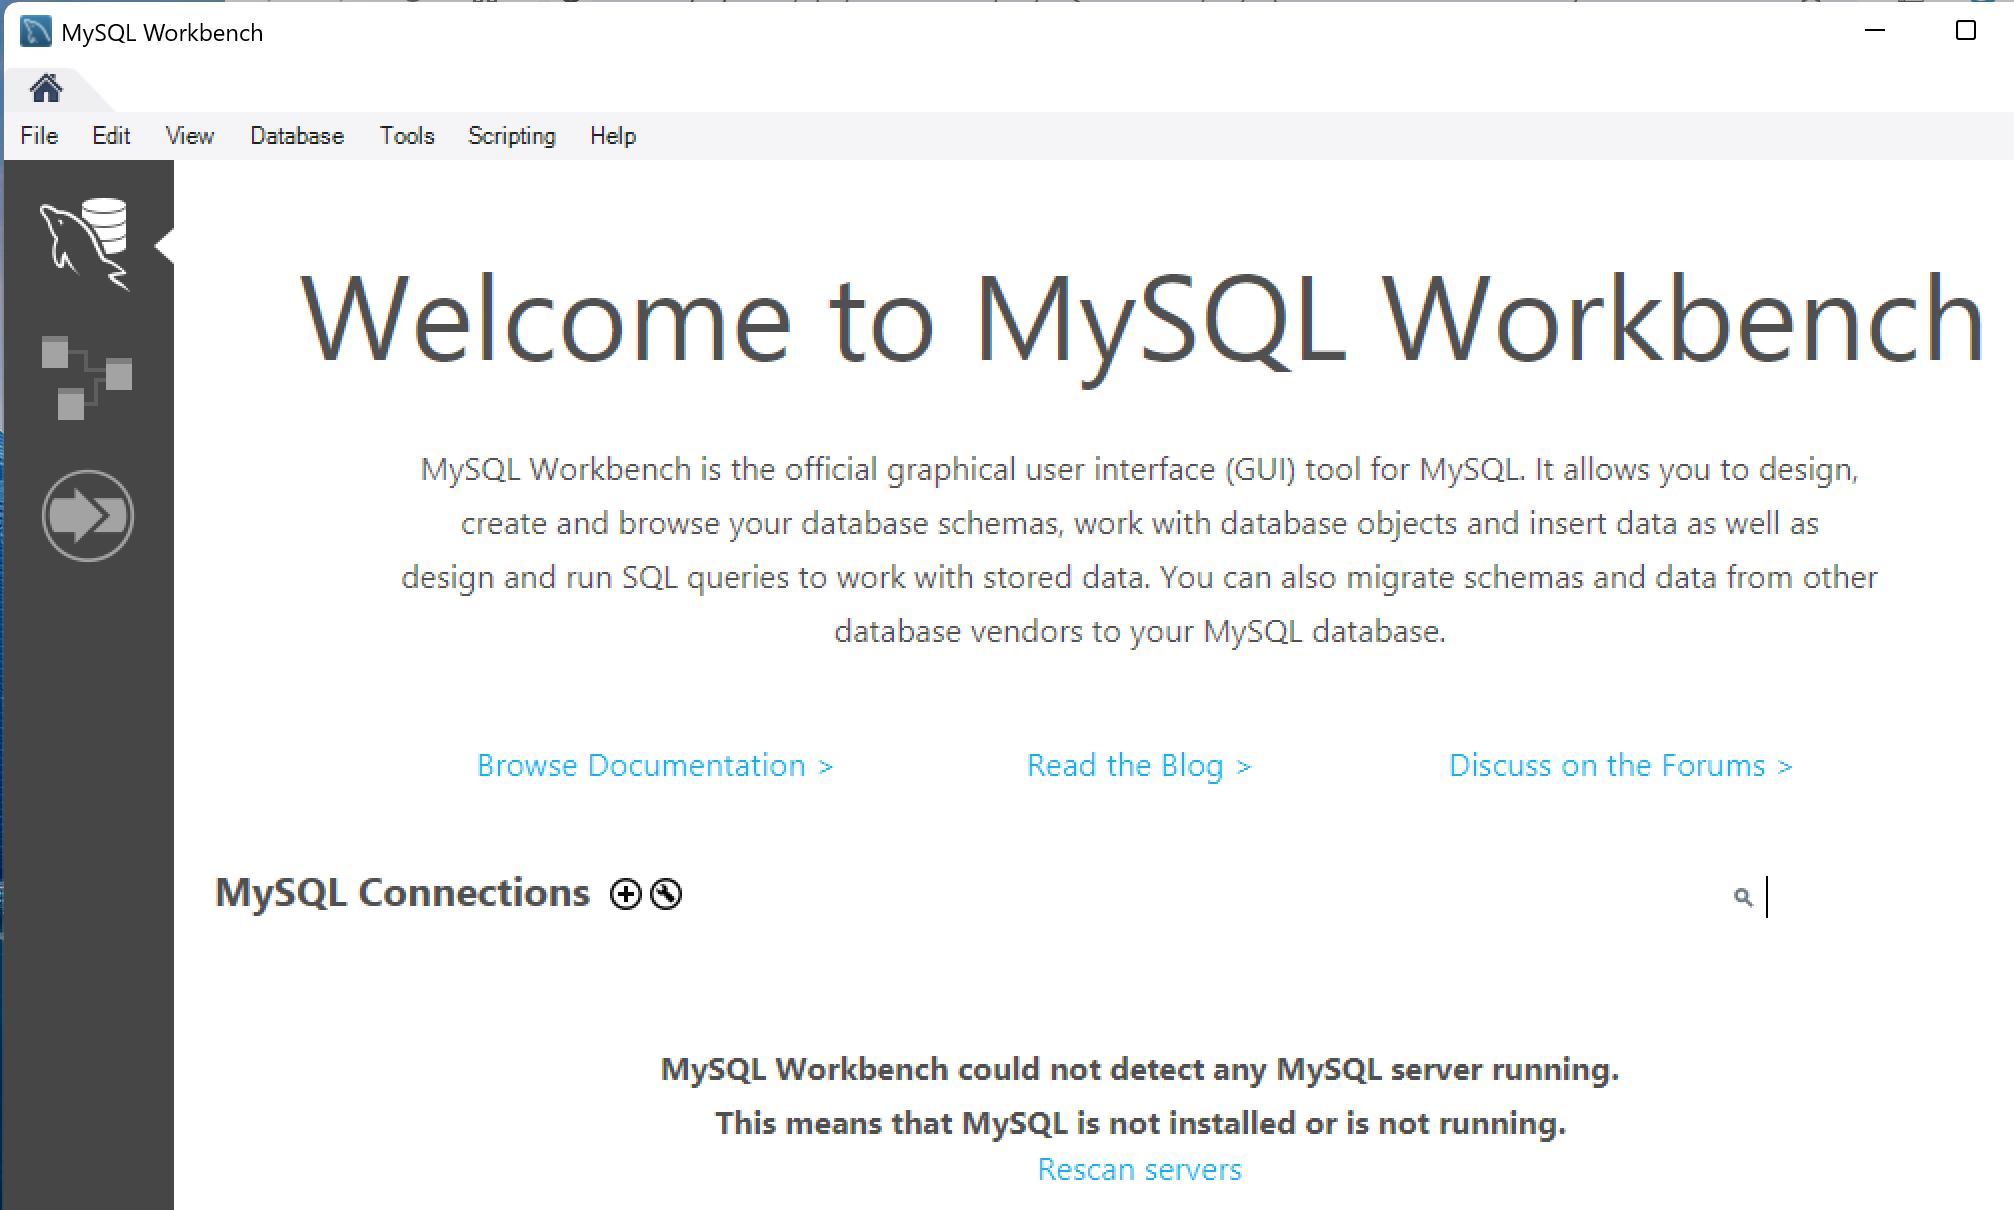 MySQL Workbench
File Edit View Database Tools Scripting Help
Welcome to MySQL Workbench
MySQL Workbench is the official graphical user interface (GUI) tool for MySQL. It allows you to design,
create and browse your database schemas, work with database objects and insert data as well as
design and run SQL queries to work with stored data. You can also migrate schemas and data from other
database vendors to your MySQL database.
Browse Documentation > Read the Blog > Discuss on the Forums >
MySQL Connections
MySQL Workbench could not detect any MySQL server running.
This means that MySQL is not installed or is not running.
Rescan servers